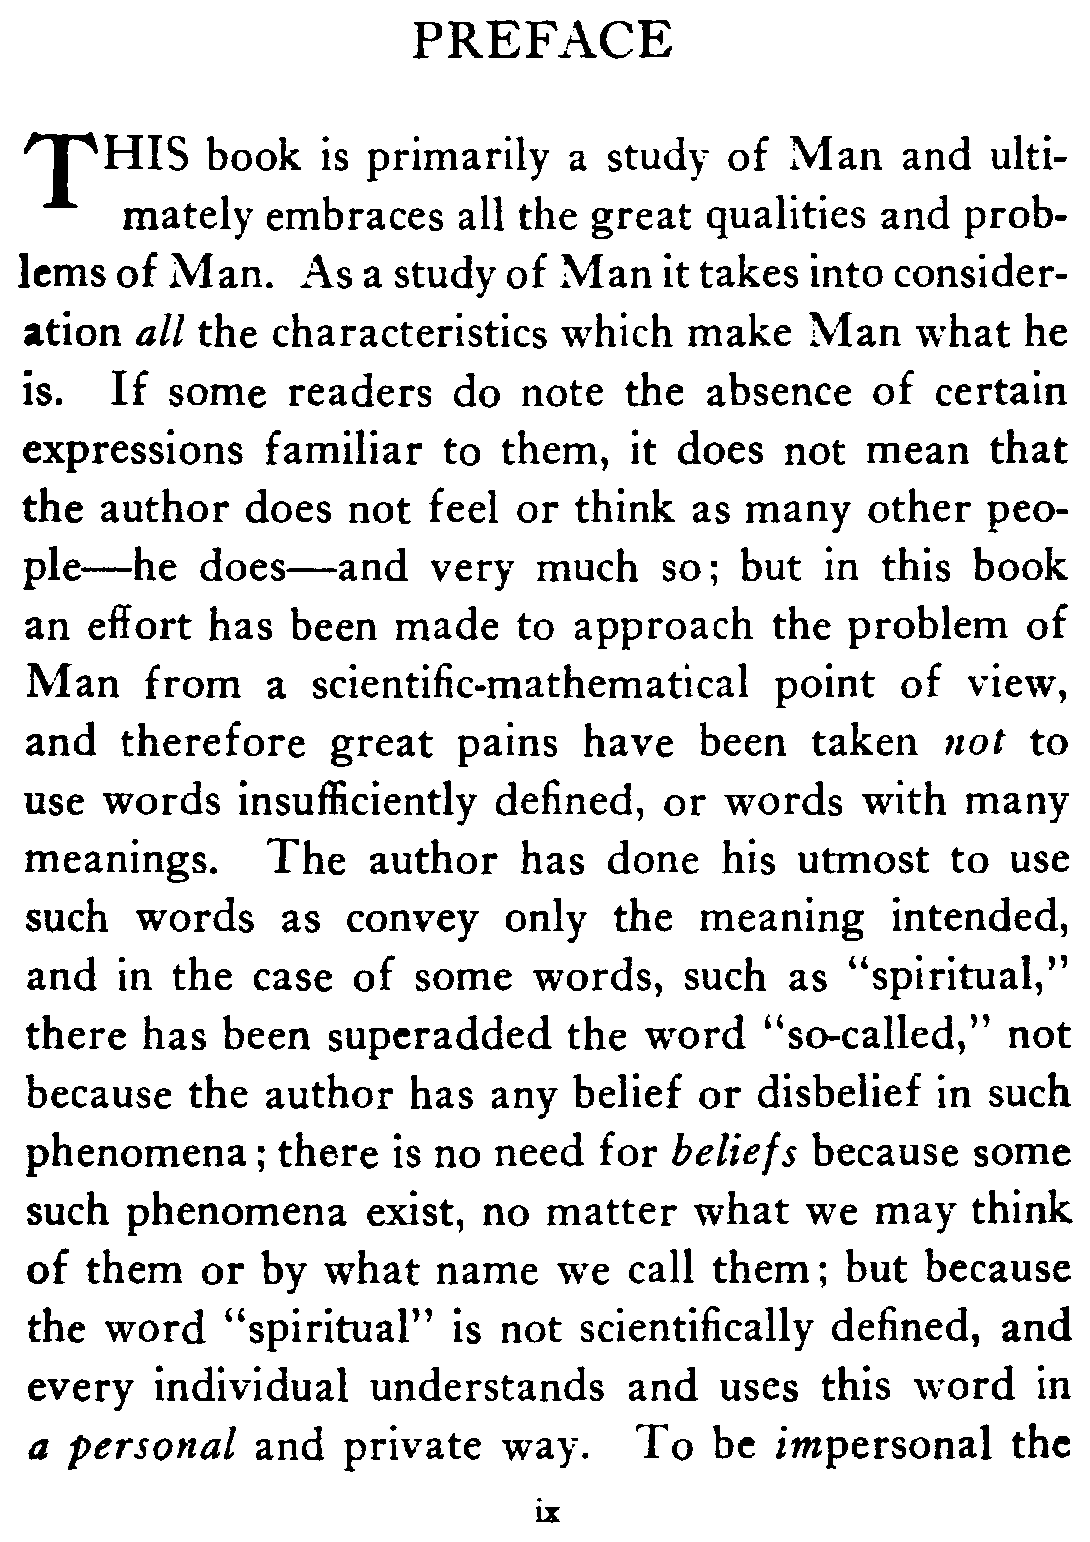 PREFACE
THIS book is primarily a study of Man and ulti-
mately embraces all the great qualities and prob-
lems of Man. As a study of Man it takes into consider-
ation all the characteristics which make Man what he
is. If some readers do note the absence of certain
expressions familiar to them, it does not mean that
the author does not feel or think as many other peo-
ple—he does—and very much so; but in this book
an effort has been made to approach the problem of
Man from a scientific-mathematical point of view,
and therefore great pains have been taken not to
use words insufficiently defined, or words with many
meanings. The author has done his utmost to use
such words as convey only the meaning intended,
and in the case of some words, such as “spiritual,”
there has been superadded the word “so-called,” not
because the author has any belief or disbelief in such
phenomena; there is no need for beliefs because some
such phenomena exist, no matter what we may think
of them or by what name we call them; but because
the word “spiritual” is not scientifically defined, and
every individual understands and uses this word in
a personal and private way. To be impersonal the
ix